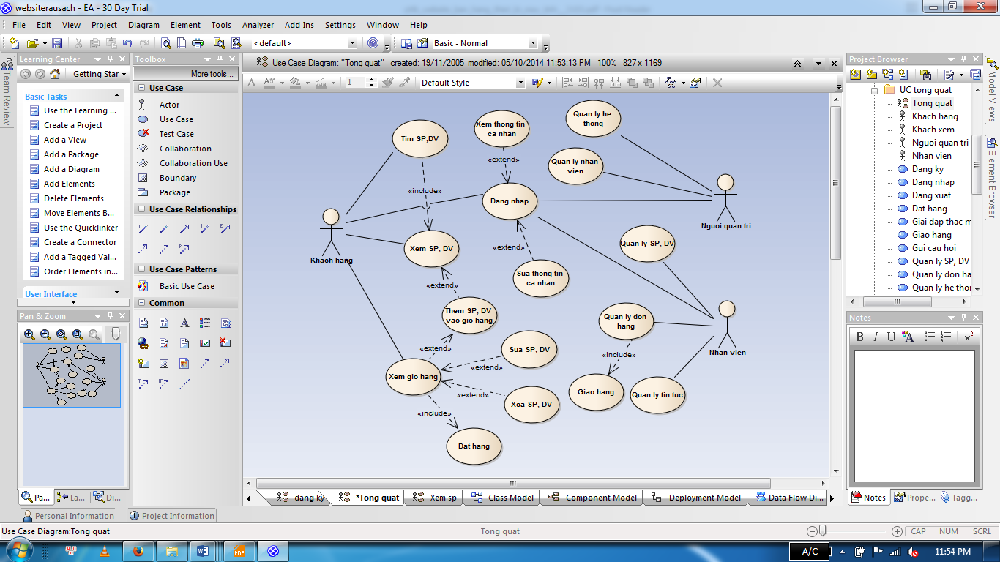 websiterausach - EA - 30 Day Trial
File Edit View Project Diagram Element Tools Analyzer Add-Ins Settings Window Help
<default>
Basic - Normal
Team Review
Learning Center
Getting Star
Basic Tasks
Use the Learning ...
Create a Project
Add a View
Add a Package
Add a Diagram
Add Elements
Delete Elements
Move Elements B...
Use the Quicklinker
Create a Connector
Add a Tagged Val...
Order Elements in...
User Interface
Pan & Zoom
Pa...
La...
Di...
Toolbox
More tools...
Use Case
Actor
Use Case
Test Case
Collaboration
Collaboration Use
Boundary
Package
Use Case Relationships
Use Case Patterns
Basic Use Case
Common
Use Case Diagram: "Tong quat" created: 19/11/2005 modified: 05/10/2014 11:53:13 PM 100% 827 x 1169
1
Default Style
Quan ly he
thong
Xem thong tin
ca nhan
Tim SP,DV
«extend»
Quan ly nhan
vien
«include»
Dang nhap
Nguoi quan tri
Khach hang
Xem SP, DV
Quan ly SP, DV
«extend»
Sua thong tin
ca nhan
«extend»
Them SP, DV
vao gio hang
Quan ly don
hang
«extend»
Sua SP, DV
Nhan vien
«include»
«extend»
Xem gio hang
«extend»
Xoa SP, DV
Giao hang
Quan ly tin tuc
«include»
Dat hang
dang ky
*Tong quat
Xem sp
Class Model
Component Model
Deployment Model
Data Flow Di...
Project Browser
UC tong quat
Tong quat
Khach hang
Khach xem
Nguoi quan tri
Nhan vien
Dang ky
Dang nhap
Dang xuat
Dat hang
Giai dap thac m
Giao hang
Gui cau hoi
Quan ly SP, DV
Quan ly don ha
Quan ly he tho
Notes
B I U A x²
Notes
Prope...
Tagg...
Model Views
Element Browser
Personal Information
Project Information
Use Case Diagram:Tong quat
Tong quat
CAP NUM SCRL
PDF
A/C
11:54 PM